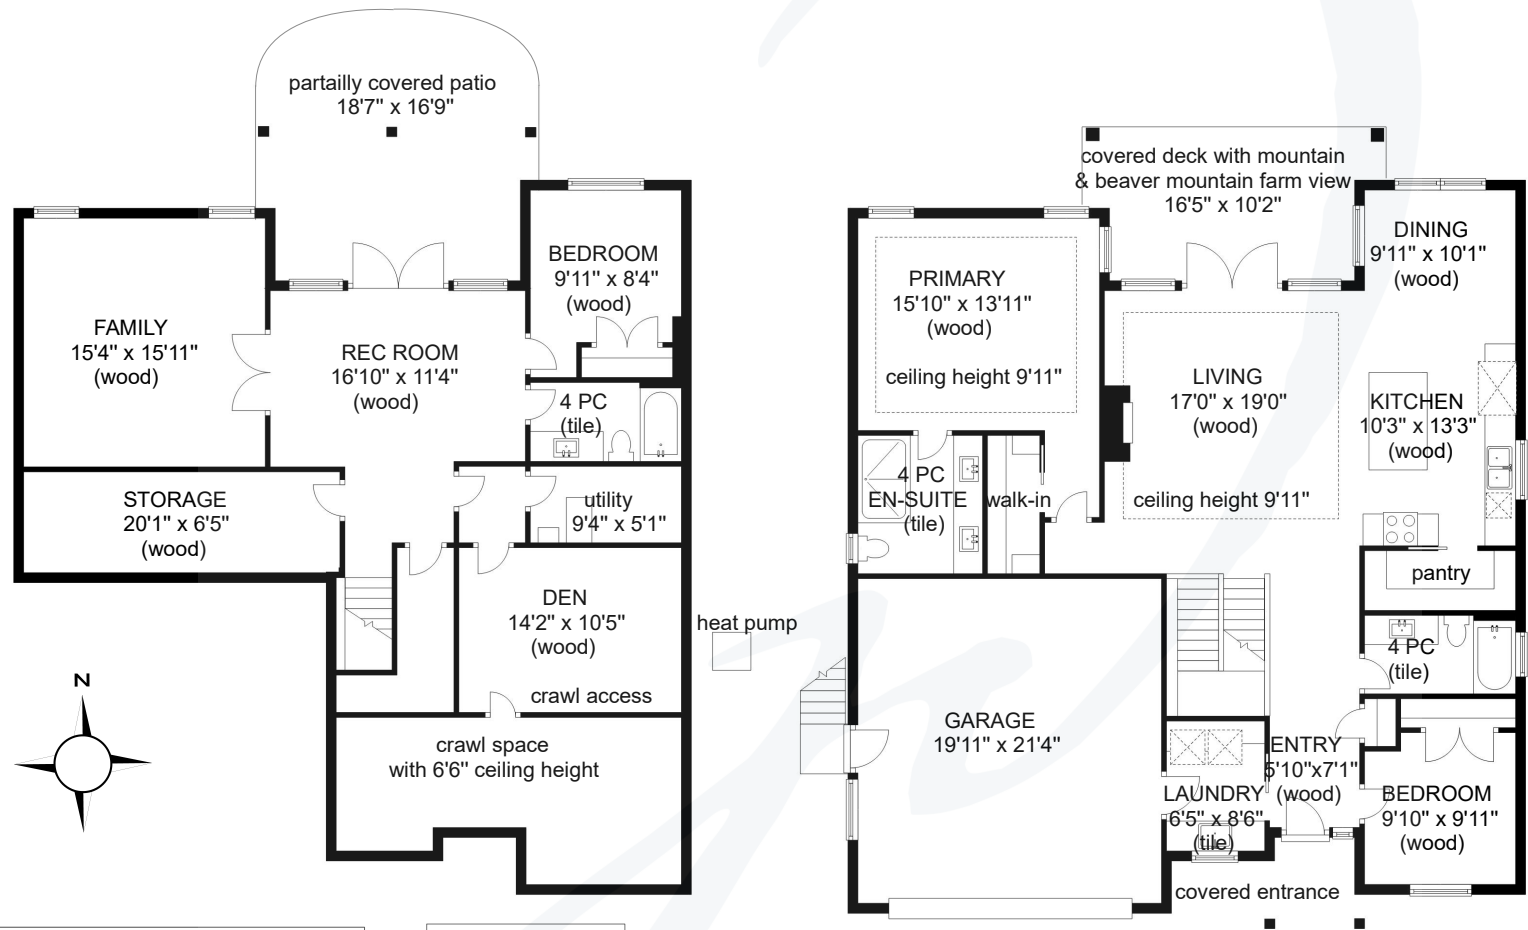 partailly covered patio
18'7" x 16'9"
BEDROOM
9'11" x 8'4"
(wood)
FAMILY
15'4" x 15'11"
(wood)
REC ROOM
16'10" x 11'4"
(wood)
4 PC
(tile)
STORAGE
20'1" x 6'5"
(wood)
utility
9'4" x 5'1"
DEN
14'2" x 10'5"
(wood)
crawl access
heat pump
N
crawl space
with 6'6" ceiling height
covered deck with mountain
& beaver mountain farm view
16'5" x 10'2"
DINING
9'11" x 10'1"
(wood)
PRIMARY
15'10" x 13'11"
(wood)
ceiling height 9'11"
LIVING
17'0" x 19'0"
(wood)
ceiling height 9'11"
KITCHEN
10'3" x 13'3"
(wood)
4 PC
EN-SUITE
(tile)
walk-in
pantry
4 PC
(tile)
GARAGE
19'11" x 21'4"
ENTRY
5'10"x7'1"
(wood)
LAUNDRY
6'5" x 8'6"
(tile)
BEDROOM
9'10" x 9'11"
(wood)
covered entrance